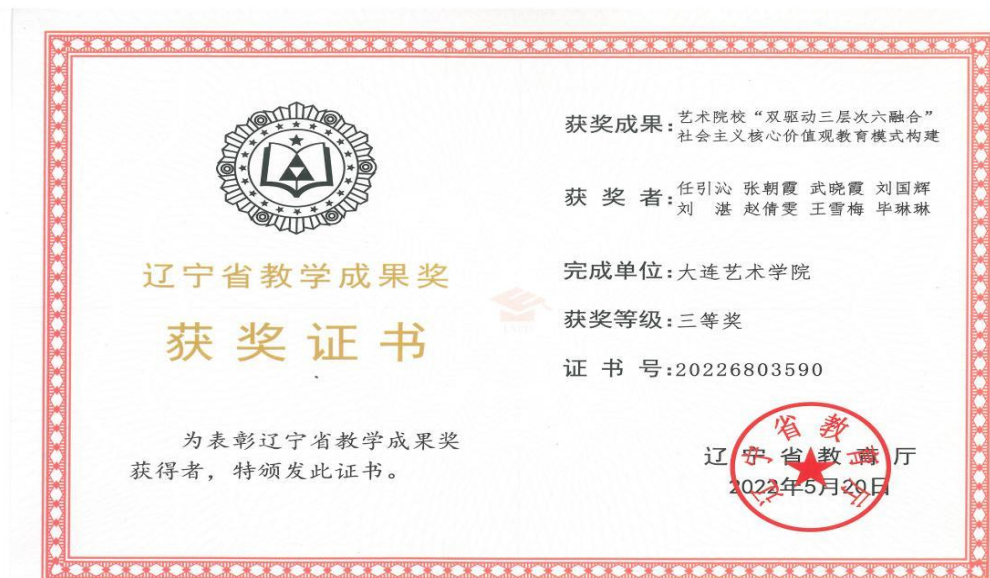 辽宁省教学成果奖
获奖证书
为表彰辽宁省教学成果奖
获得者，特颁发此证书。
获奖成果：艺术院校“双驱动三层次六融合”
社会主义核心价值观教育模式构建
获 奖 者：任引沁 张朝霞 武晓霞 刘国辉
刘 湛 赵倩雯 王雪梅 毕琳琳
完成单位：大连艺术学院
获奖等级：三等奖
证 书 号：20226803590
辽宁省教育厅
2022年5月20日
辽宁省教育厅